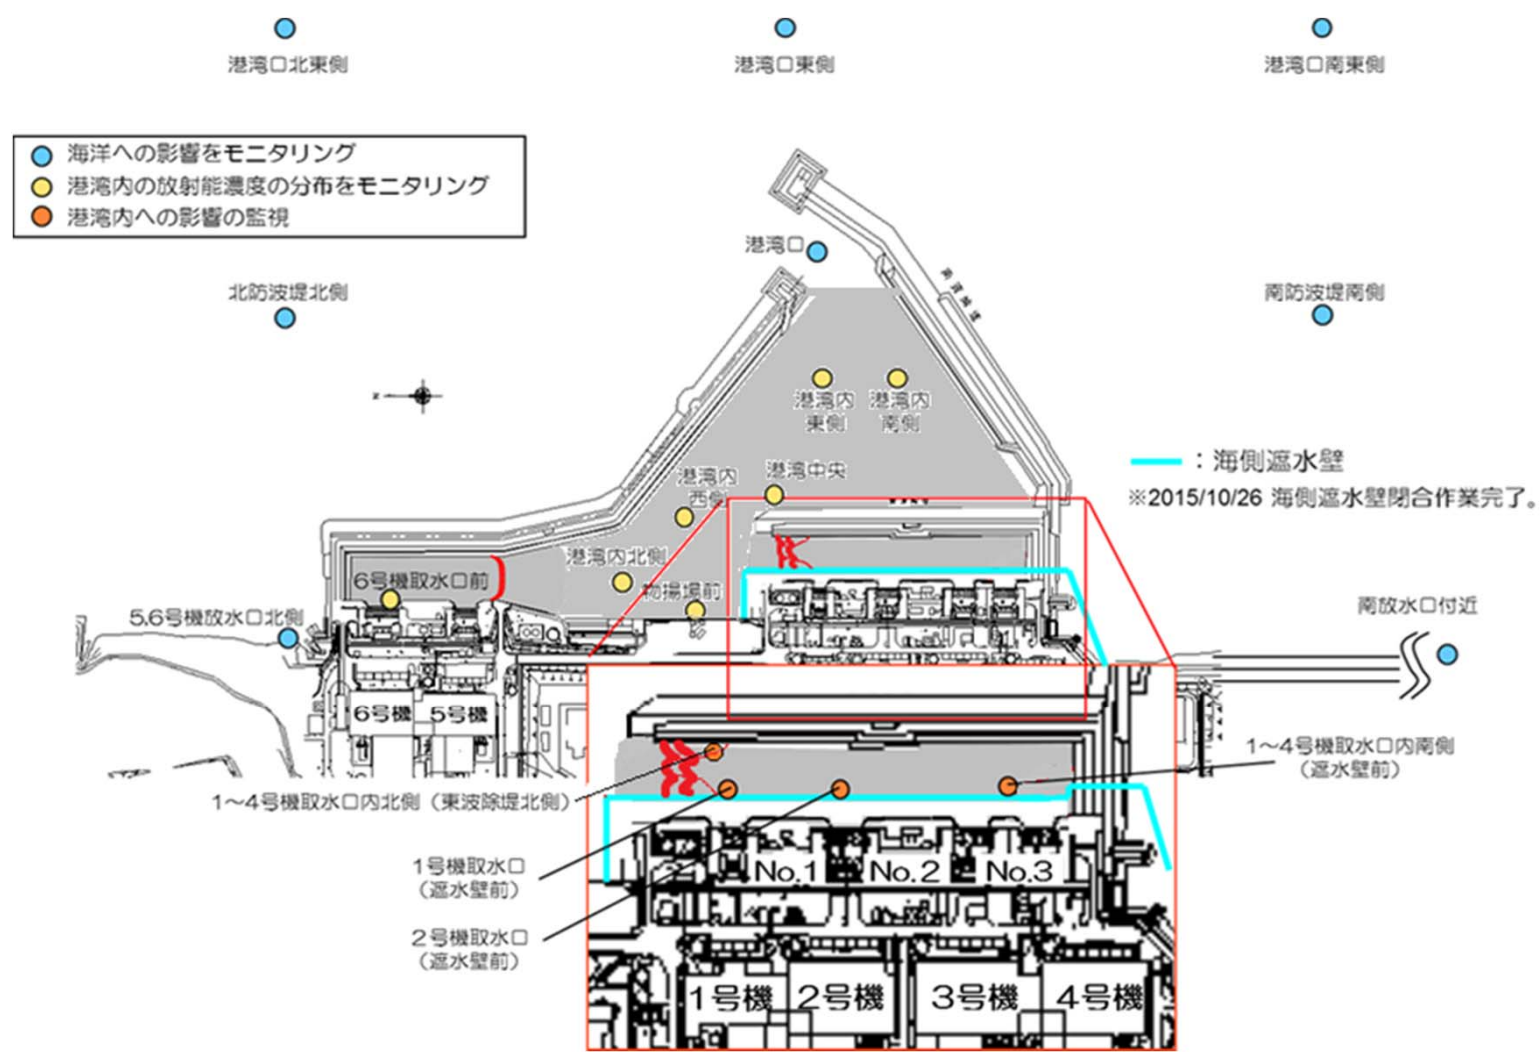 港湾口北東側
港湾口東側
港湾口南東側
海洋への影響をモニタリング
港湾内の放射能濃度の分布をモニタリング
港湾内への影響の監視
港湾口
北防波堤北側
南防波堤南側
N
港湾内
東側
港湾内
南側
港湾中央
港湾内
西側
:海側遮水壁
※2015/10/26 海側遮水壁閉合作業完了。
港湾内北側
6号機取水口前
物揚場前
5,6号機放水口北側
南放水口付近
6号機
5号機
1~4号機取水口内南側
(遮水壁前)
1~4号機取水口内北側(東波除堤北側)
1号機取水口
(遮水壁前)
No.1
No.2
No.3
2号機取水口
(遮水壁前)
1号機
2号機
3号機
4号機